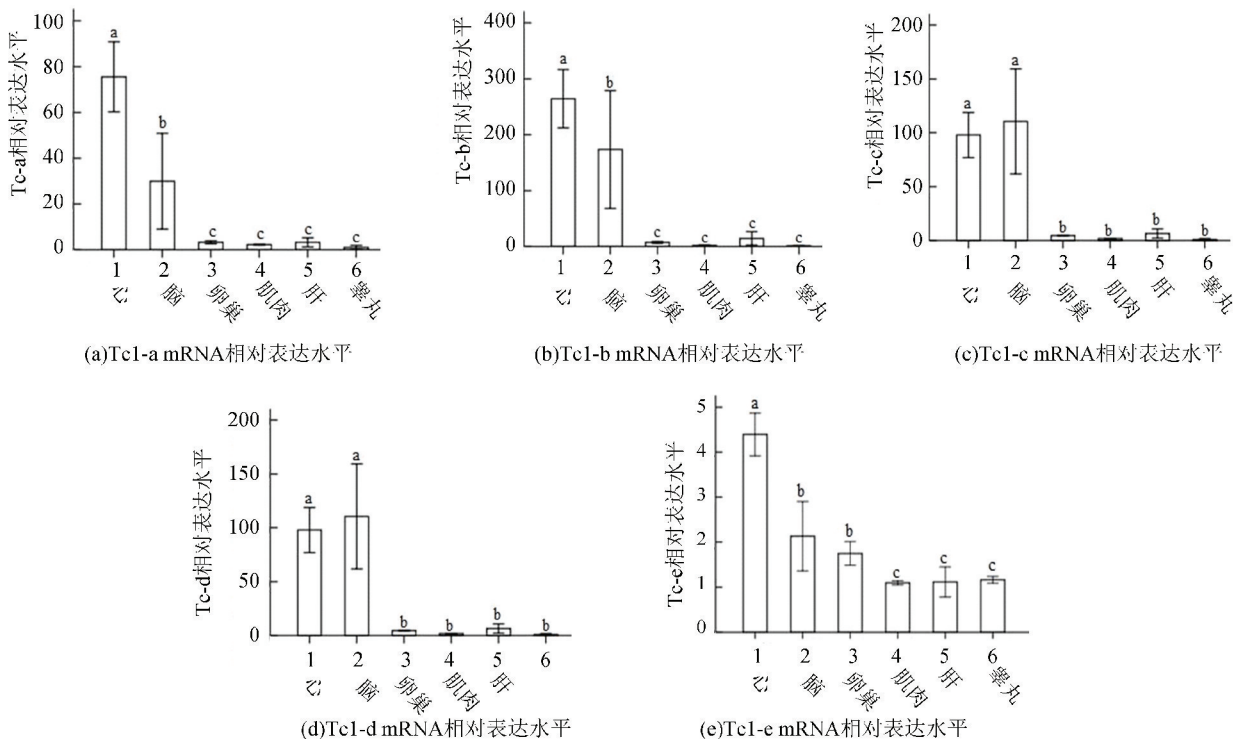 Tc-a相对表达水平
100
80
60
40
20
0
a
b
c
c
c
c
1
2
3
4
5
6
心
脑
卵巢
肌肉
肝
睾丸
(a)Tc1-a mRNA相对表达水平
Tc-b相对表达水平
400
300
200
100
0
a
b
c
c
c
c
1
2
3
4
5
6
心
脑
卵巢
肌肉
肝
睾丸
(b)Tc1-b mRNA相对表达水平
Tc-c相对表达水平
200
150
100
50
0
a
a
b
b
b
b
1
2
3
4
5
6
心
脑
卵巢
肌肉
肝
睾丸
(c)Tc1-c mRNA相对表达水平
Tc-d相对表达水平
200
150
100
50
0
a
a
b
b
b
b
1
2
3
4
5
6
心
脑
卵巢
肌肉
肝
(d)Tc1-d mRNA相对表达水平
Tc-e相对表达水平
5
4
3
2
1
0
a
b
b
c
c
c
1
2
3
4
5
6
心
脑
卵巢
肌肉
肝
睾丸
(e)Tc1-e mRNA相对表达水平